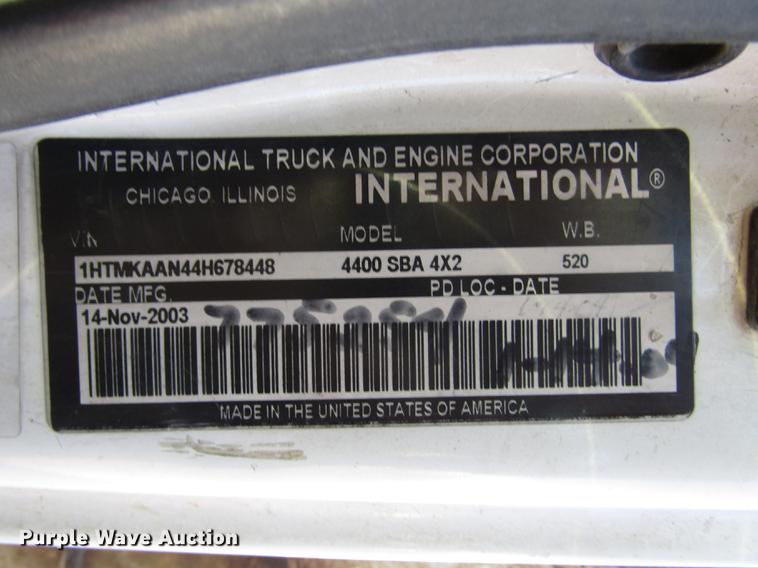 INTERNATIONAL TRUCK AND ENGINE CORPORATION
CHICAGO, ILLINOIS INTERNATIONAL®
VIN MODEL W.B.
1HTMKAAN44H678448 4400 SBA 4X2 520
DATE MFG. PD LOC - DATE
14-Nov-2003
MADE IN THE UNITED STATES OF AMERICA
Purple Wave Auction